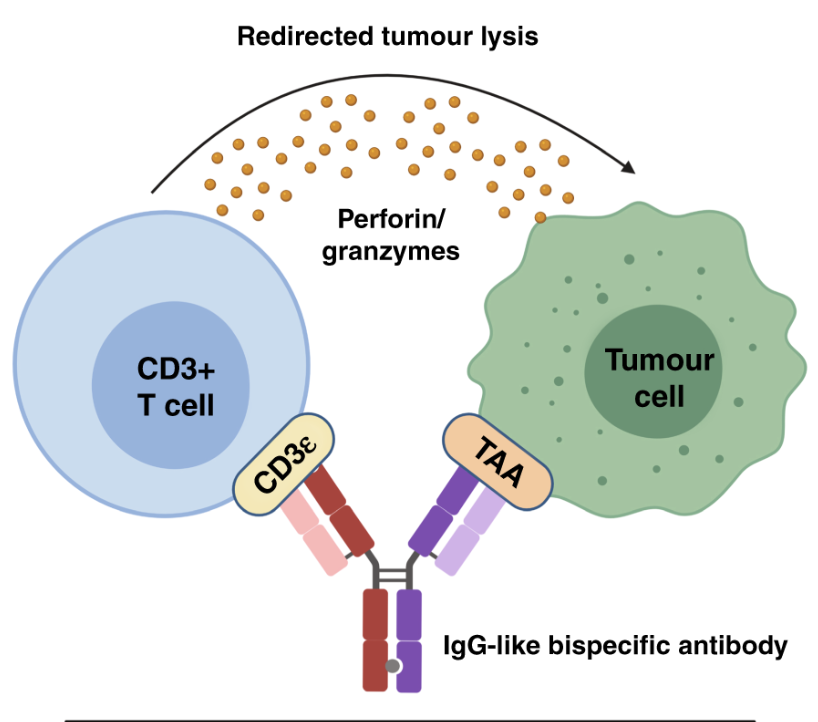 Redirected tumour lysis
Perforin/
granzymes
CD3+
T cell
Tumour
cell
CD3ε
TAA
IgG-like bispecific antibody